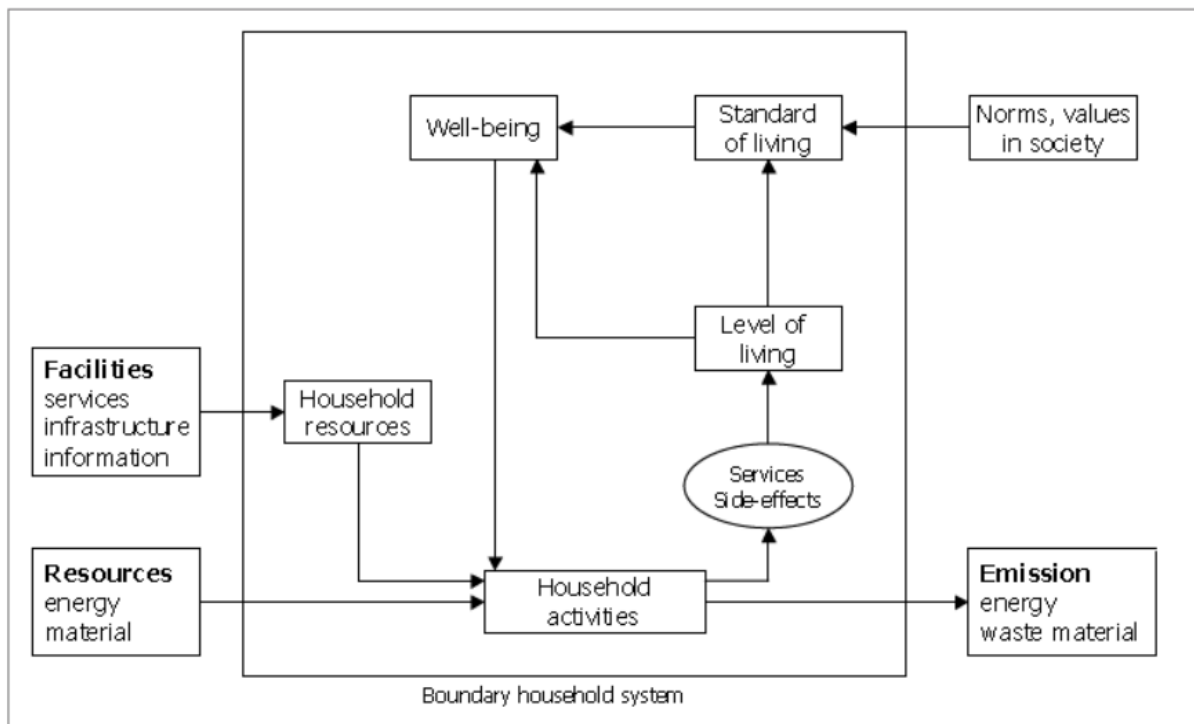 Well-being
Standard
of living
Norms, values
in society
Level of
living
Facilities
services
infrastructure
information
Household
resources
Services
Side-effects
Resources
energy
material
Household
activities
Emission
energy
waste material
Boundary household system